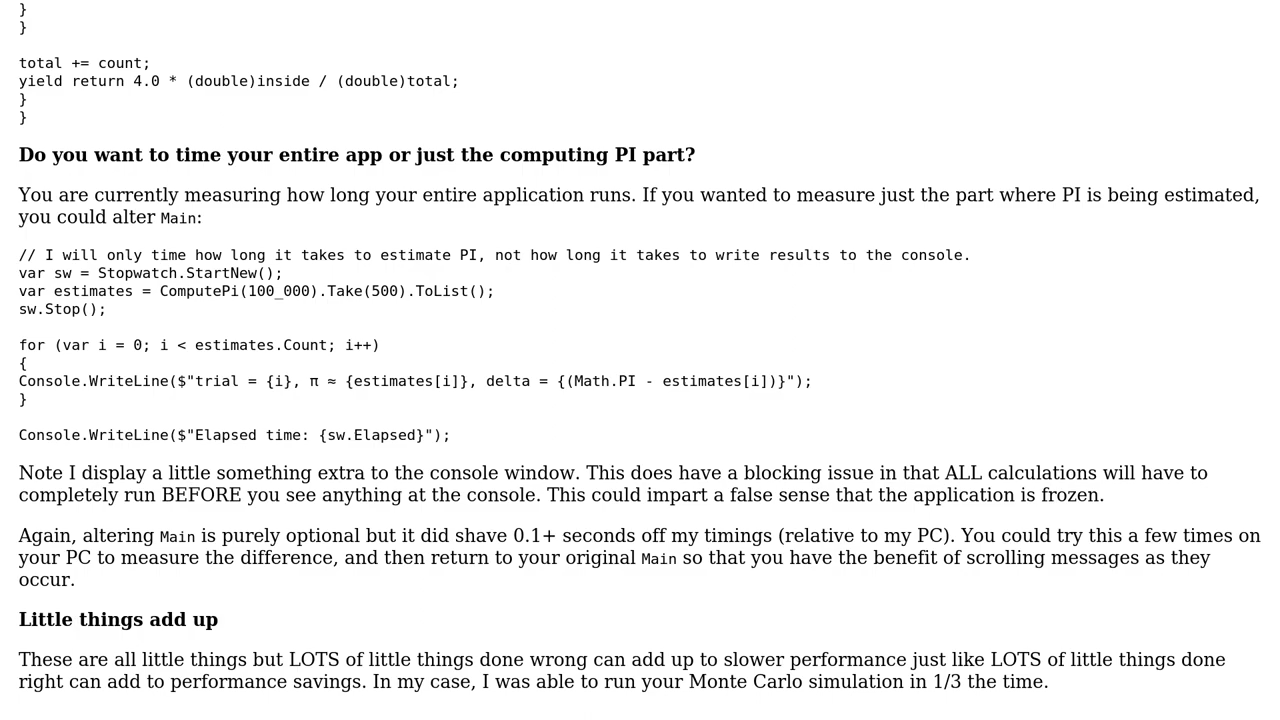 }
}
total += count;
yield return 4.0 * (double)inside / (double)total;
}
}
Do you want to time your entire app or just the computing PI part?
You are currently measuring how long your entire application runs. If you wanted to measure just the part where PI is being estimated,
you could alter Main:
// I will only time how long it takes to estimate PI, not how long it takes to write results to the console.
var sw = Stopwatch.StartNew();
var estimates = ComputePi(100_000).Take(500).ToList();
sw.Stop();
for (var i = 0; i < estimates.Count; i++)
{
Console.WriteLine($"trial = {i}, π ≈ {estimates[i]}, delta = {(Math.PI - estimates[i])}");
}
Console.WriteLine($"Elapsed time: {sw.Elapsed}");
Note I display a little something extra to the console window. This does have a blocking issue in that ALL calculations will have to
completely run BEFORE you see anything at the console. This could impart a false sense that the application is frozen.
Again, altering Main is purely optional but it did shave 0.1+ seconds off my timings (relative to my PC). You could try this a few times on
your PC to measure the difference, and then return to your original Main so that you have the benefit of scrolling messages as they
occur.
Little things add up
These are all little things but LOTS of little things done wrong can add up to slower performance just like LOTS of little things done
right can add to performance savings. In my case, I was able to run your Monte Carlo simulation in 1/3 the time.